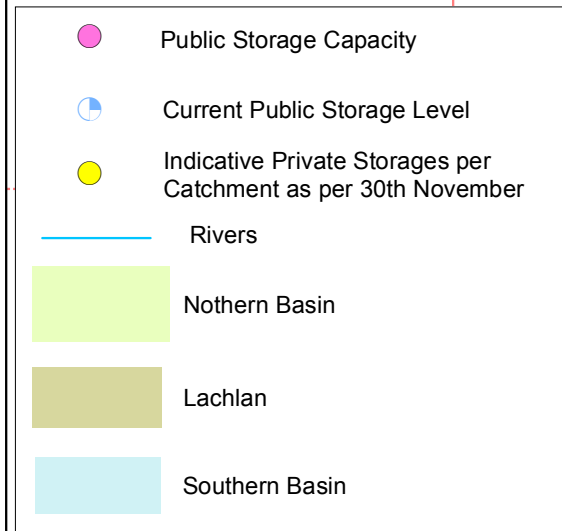 Public Storage Capacity
Current Public Storage Level
Indicative Private Storages per
Catchment as per 30th November
Rivers
Nothern Basin
Lachlan
Southern Basin